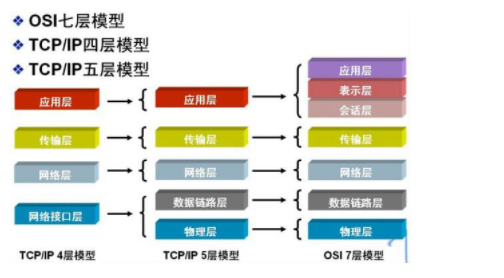 OSI七层模型
TCP/IP四层模型
TCP/IP五层模型
应用层
应用层
应用层
表示层
会话层
传输层
传输层
传输层
网络层
网络层
网络层
网络接口层
数据链路层
数据链路层
物理层
物理层
TCP/IP 4层模型
TCP/IP 5层模型
OSI 7层模型